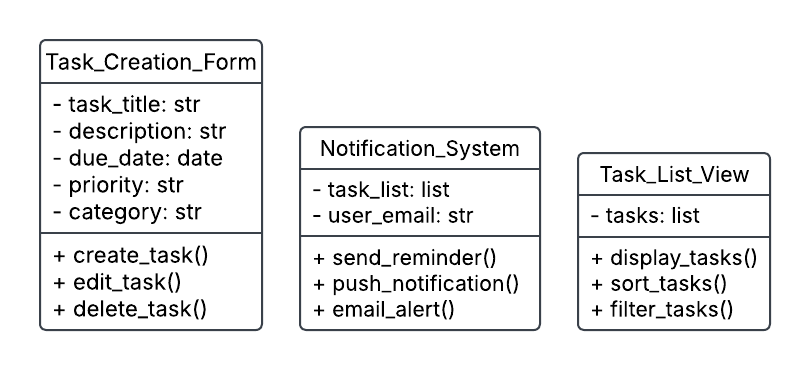 Task_Creation_Form
- task_title: str
- description: str
- due_date: date
- priority: str
- category: str
+ create_task()
+ edit_task()
+ delete_task()
Notification_System
- task_list: list
- user_email: str
+ send_reminder()
+ push_notification()
+ email_alert()
Task_List_View
- tasks: list
+ display_tasks()
+ sort_tasks()
+ filter_tasks()